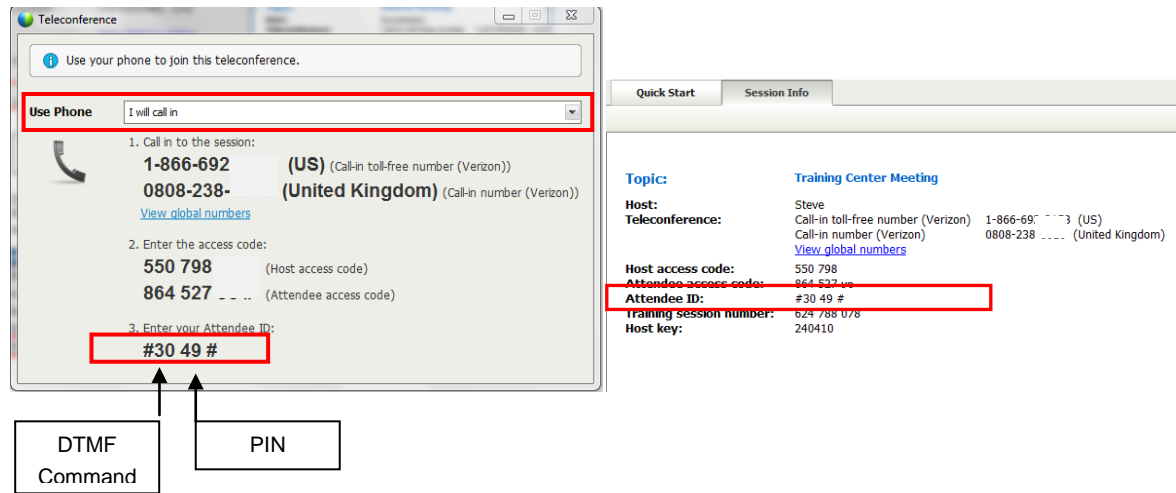 Teleconference
Use your phone to join this teleconference.
Use Phone
I will call in
1. Call in to the session:
1-866-692 (US) (Call-in toll-free number (Verizon))
0808-238- (United Kingdom) (Call-in number (Verizon))
View global numbers
2. Enter the access code:
550 798 (Host access code)
864 527 (Attendee access code)
3. Enter your Attendee ID:
#30 49 #
DTMF
Command
PIN
Quick Start Session Info
Topic: Training Center Meeting
Host: Steve
Teleconference: Call-in toll-free number (Verizon) 1-866-69 (US)
Call-in number (Verizon) 0808-238 (United Kingdom)
View global numbers
Host access code: 550 798
Attendee access code: 864 527
Attendee ID: #30 49 #
Training session number: 624 788 078
Host key: 240410